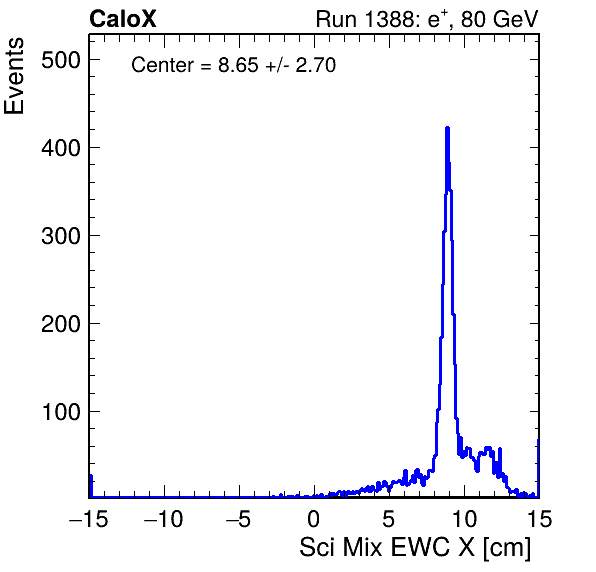 CaloX
Run 1388: e+, 80 GeV
Center = 8.65 +/- 2.70
Events
500
400
300
200
100
−15
−10
−5
0
5
10
15
Sci Mix EWC X [cm]